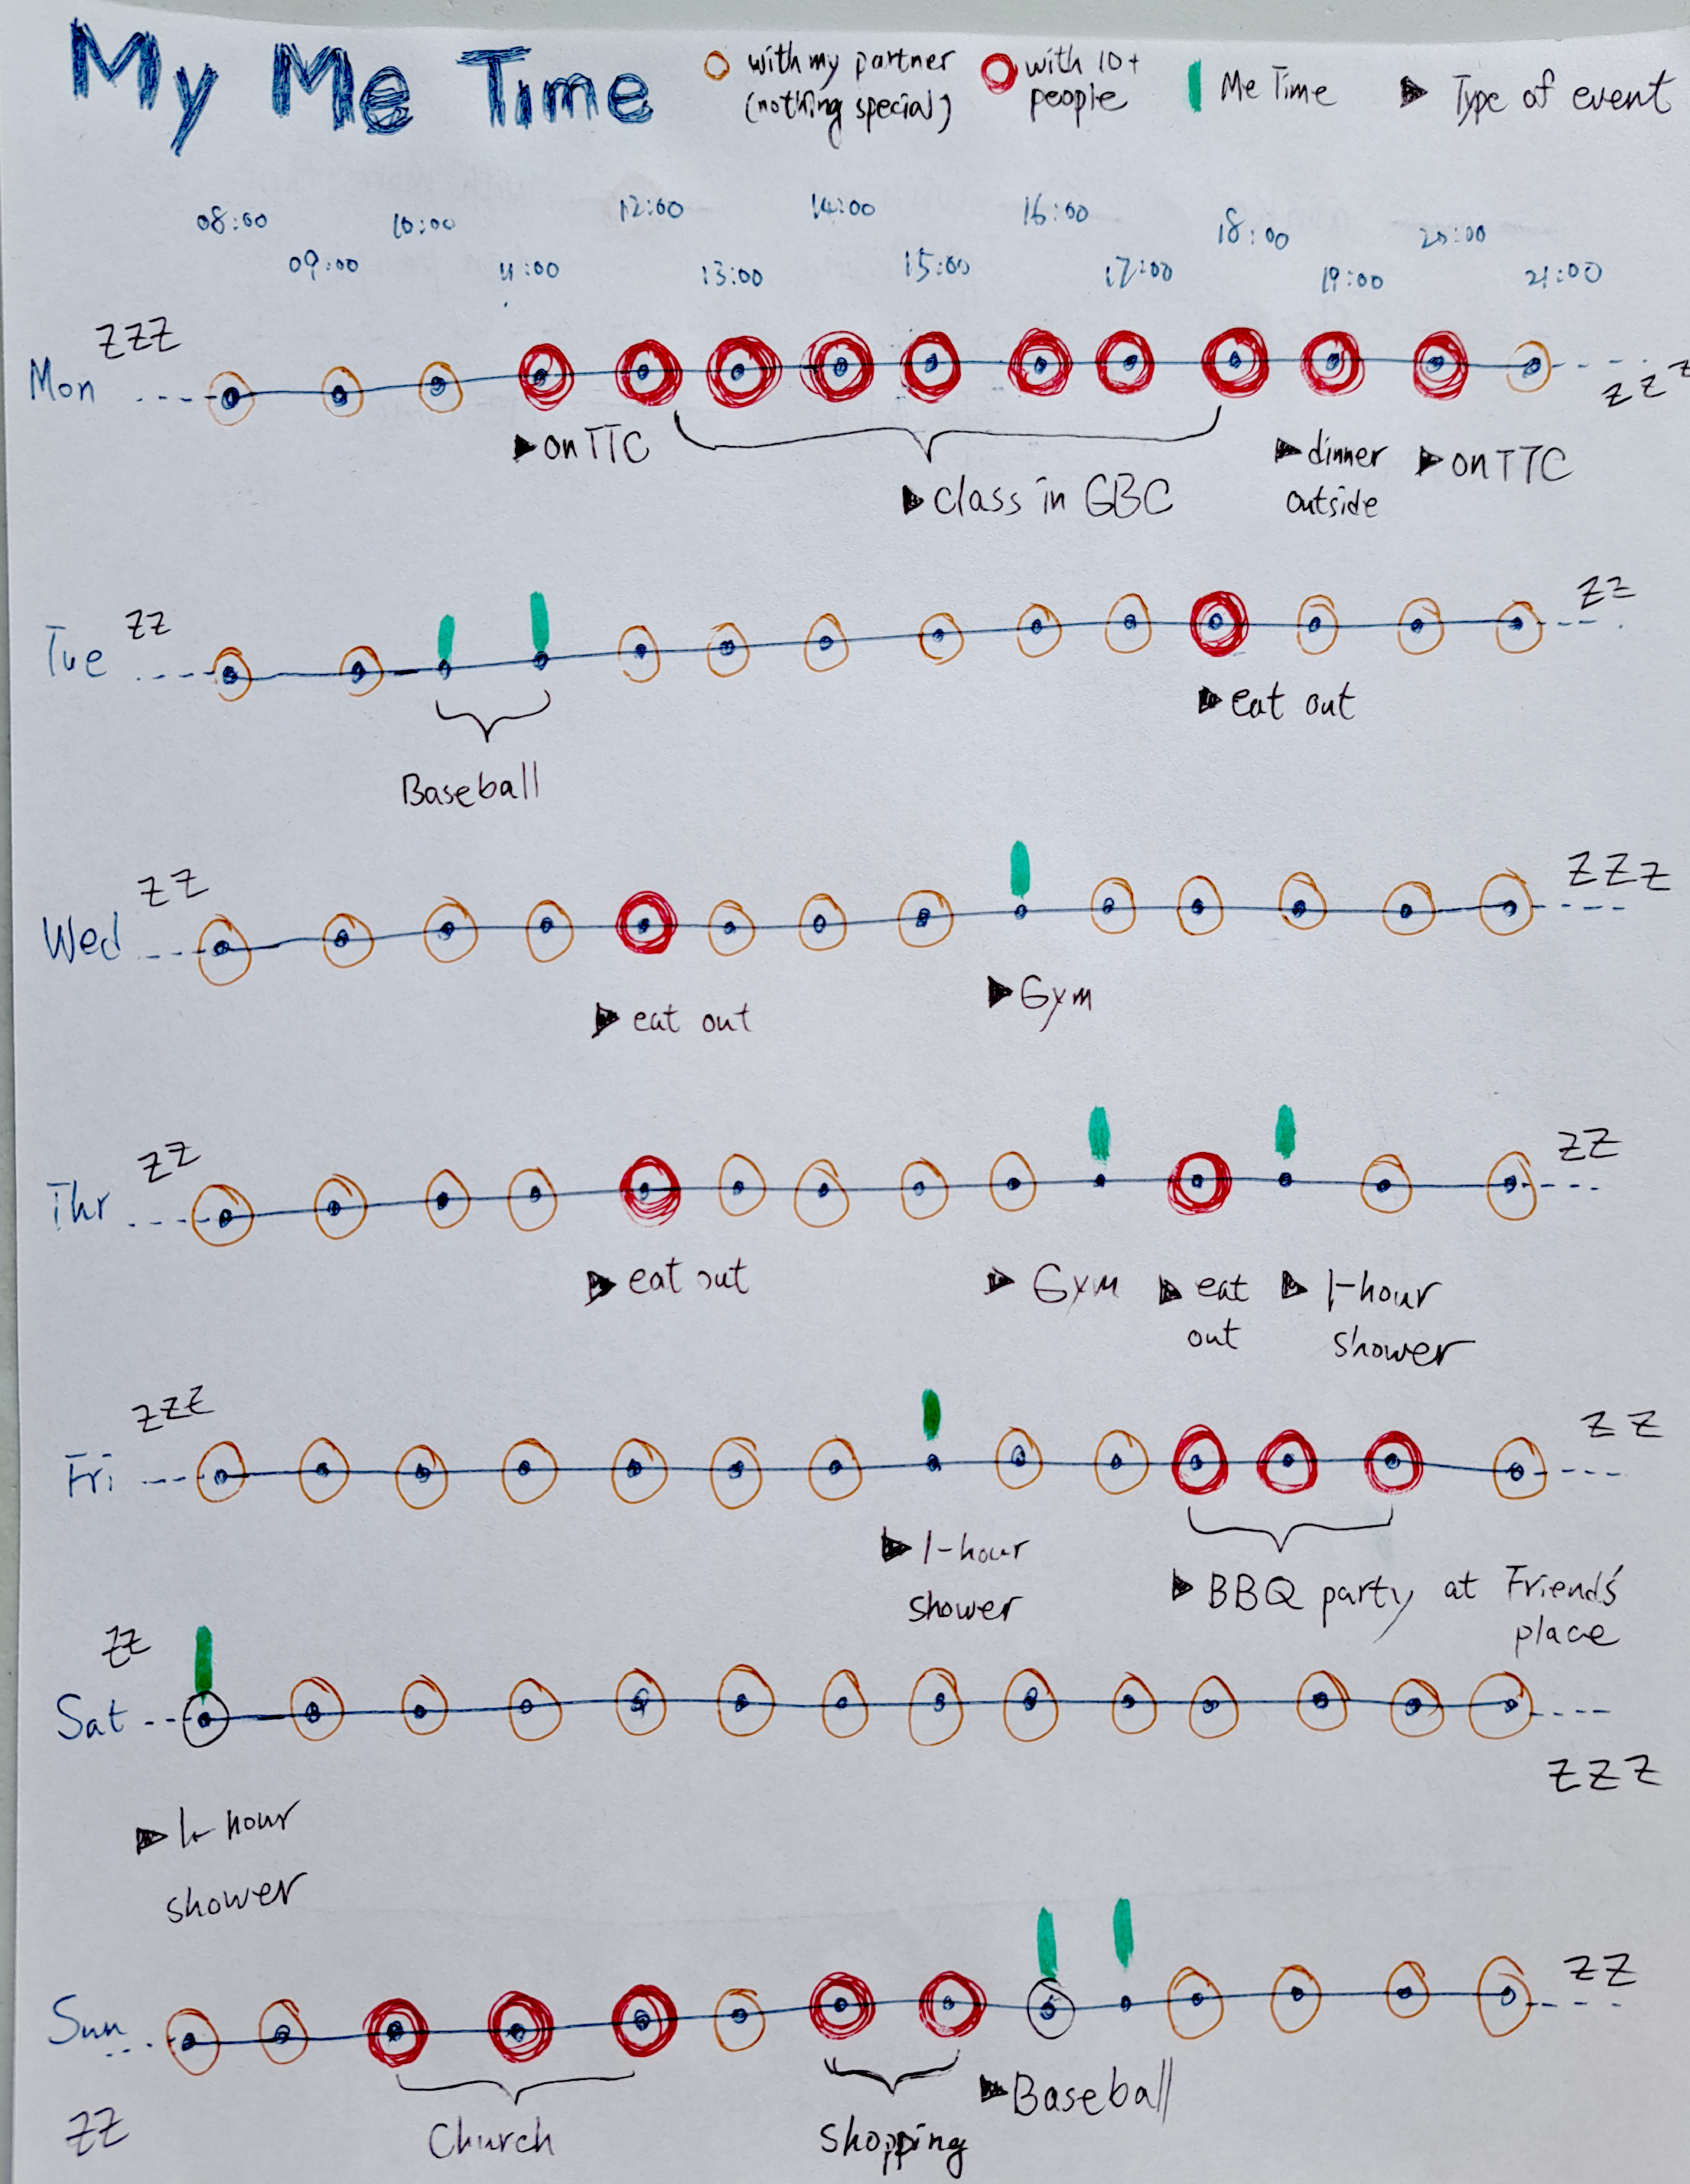 My Me Time
with my partner
(nothing special)
with 10+
people
Me Time
Type of event
08:00
09:00
10:00
11:00
12:00
13:00
14:00
15:00
16:00
17:00
18:00
19:00
20:00
21:00
Mon
ZZZ
ZZZ
on TTC
class in GBC
dinner
outside
on TTC
Tue
ZZ
ZZ
Baseball
eat out
Wed
ZZ
ZZZ
eat out
Gym
Thr
ZZ
ZZ
eat out
Gym
eat
out
1-hour
shower
Fri
ZZZ
ZZ
1-hour
shower
BBQ party at Friends'
place
Sat
ZZ
ZZZ
1-hour
shower
Sun
ZZ
ZZ
Church
Shopping
Baseball